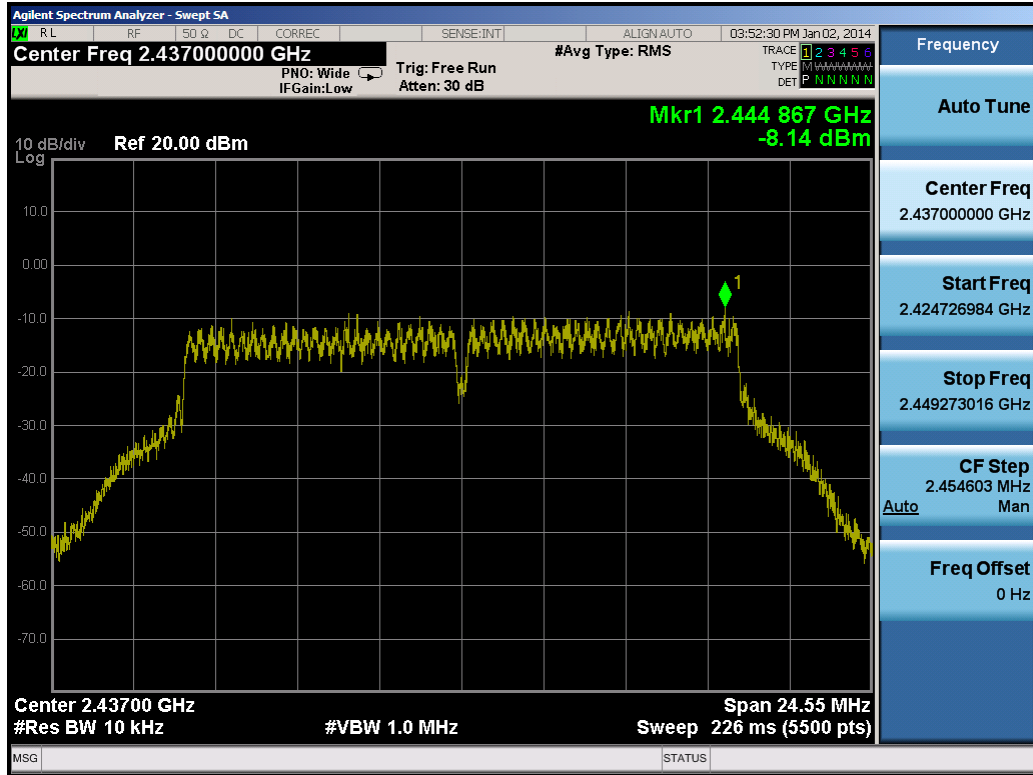 Agilent Spectrum Analyzer - Swept SA
LXI RL RF 50 Ω DC CORREC SENSE:INT ALIGN AUTO 03:52:30 PM Jan 02, 2014
Center Freq 2.437000000 GHz
PNO: Wide
IFGain:Low
Trig: Free Run
Atten: 30 dB
#Avg Type: RMS
TRACE 1 2 3 4 5 6
TYPE M
DET P N N N N N
Mkr1 2.444 867 GHz
-8.14 dBm
10 dB/div Ref 20.00 dBm
Log
1
10.0
0.00
-10.0
-20.0
-30.0
-40.0
-50.0
-60.0
-70.0
Center 2.43700 GHz Span 24.55 MHz
#Res BW 10 kHz #VBW 1.0 MHz Sweep 226 ms (5500 pts)
MSG STATUS
Frequency
Auto Tune
Center Freq
2.437000000 GHz
Start Freq
2.424726984 GHz
Stop Freq
2.449273016 GHz
CF Step
2.454603 MHz
Auto Man
Freq Offset
0 Hz